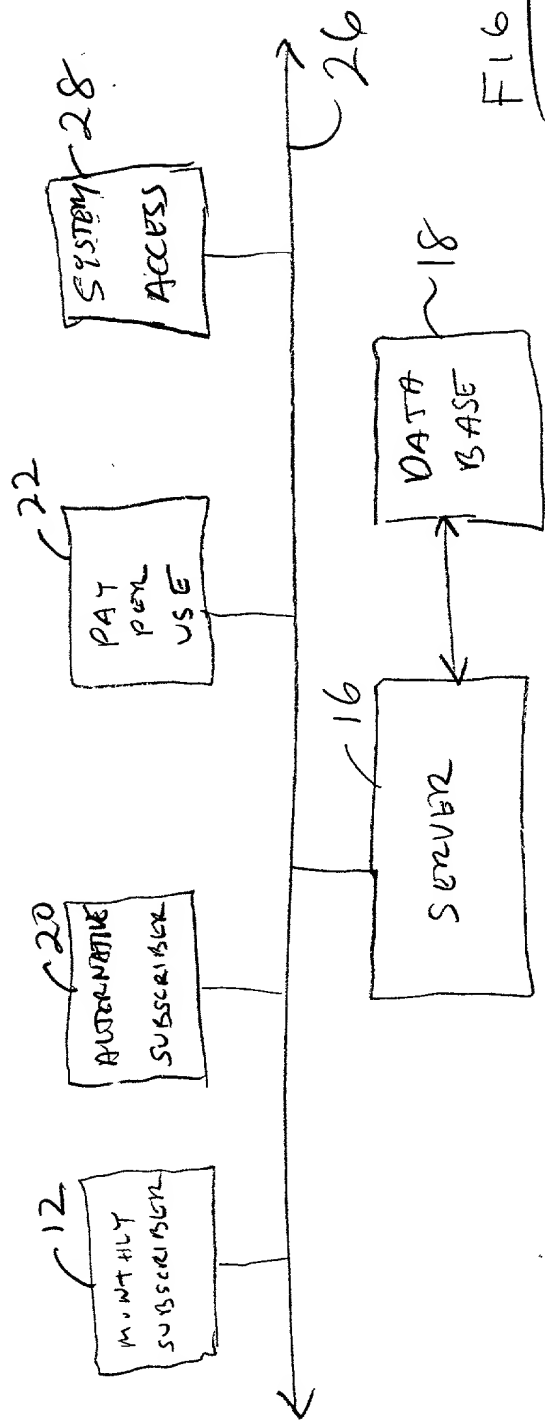 12
MONTHLY
SUBSCRIBER
20
ALTERNATIVE
SUBSCRIBER
22
PAY
PER
USE
28
SYSTEM
ACCESS
26
16
SERVER
18
DATA
BASE
FIG